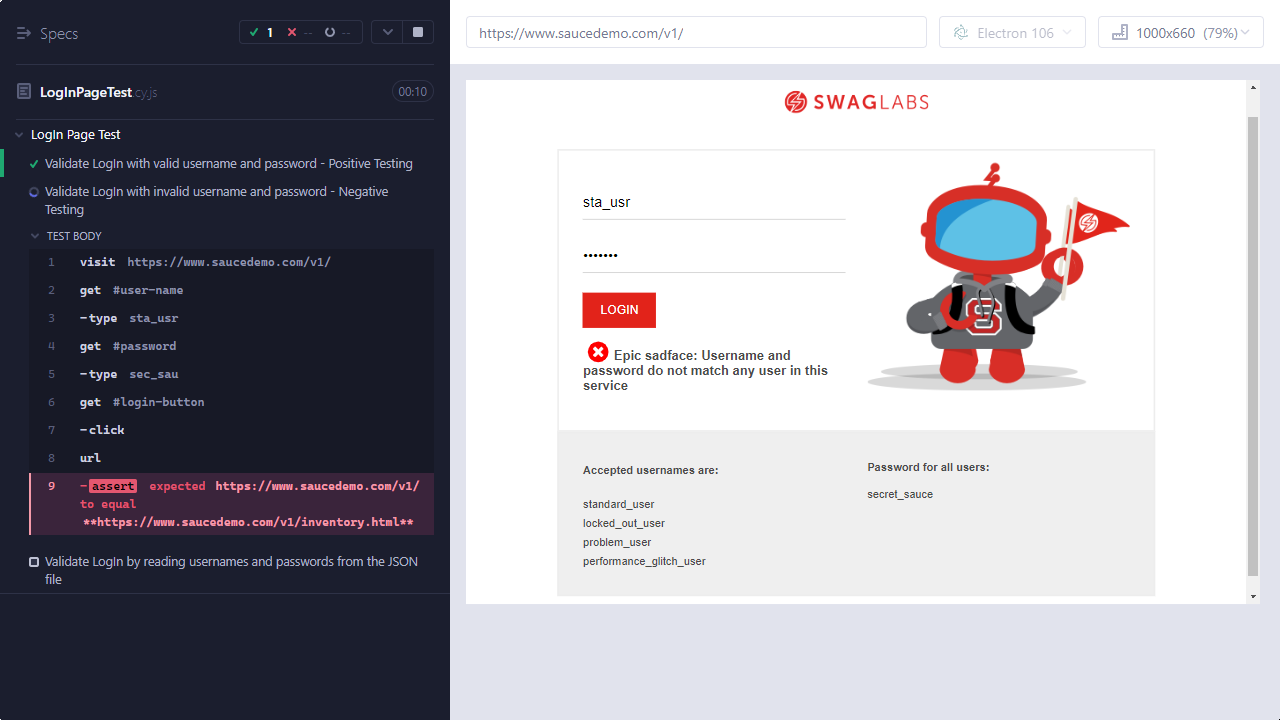 Specs
1 -- --
LogInPageTest.cy.js 00:10
LogIn Page Test
Validate LogIn with valid username and password - Positive Testing
Validate LogIn with invalid username and password - Negative
Testing
TEST BODY
1 visit https://www.saucedemo.com/v1/
2 get #user-name
3 -type sta_usr
4 get #password
5 -type sec_sau
6 get #login-button
7 -click
8 url
9 -assert expected https://www.saucedemo.com/v1/
to equal
**https://www.saucedemo.com/v1/inventory.html**
Validate LogIn by reading usernames and passwords from the JSON
file
https://www.saucedemo.com/v1/
Electron 106
1000x660 (79%)
SWAGLABS
sta_usr
•••••••
LOGIN
Epic sadface: Username and
password do not match any user in this
service
S
Accepted usernames are:
standard_user
locked_out_user
problem_user
performance_glitch_user
Password for all users:
secret_sauce